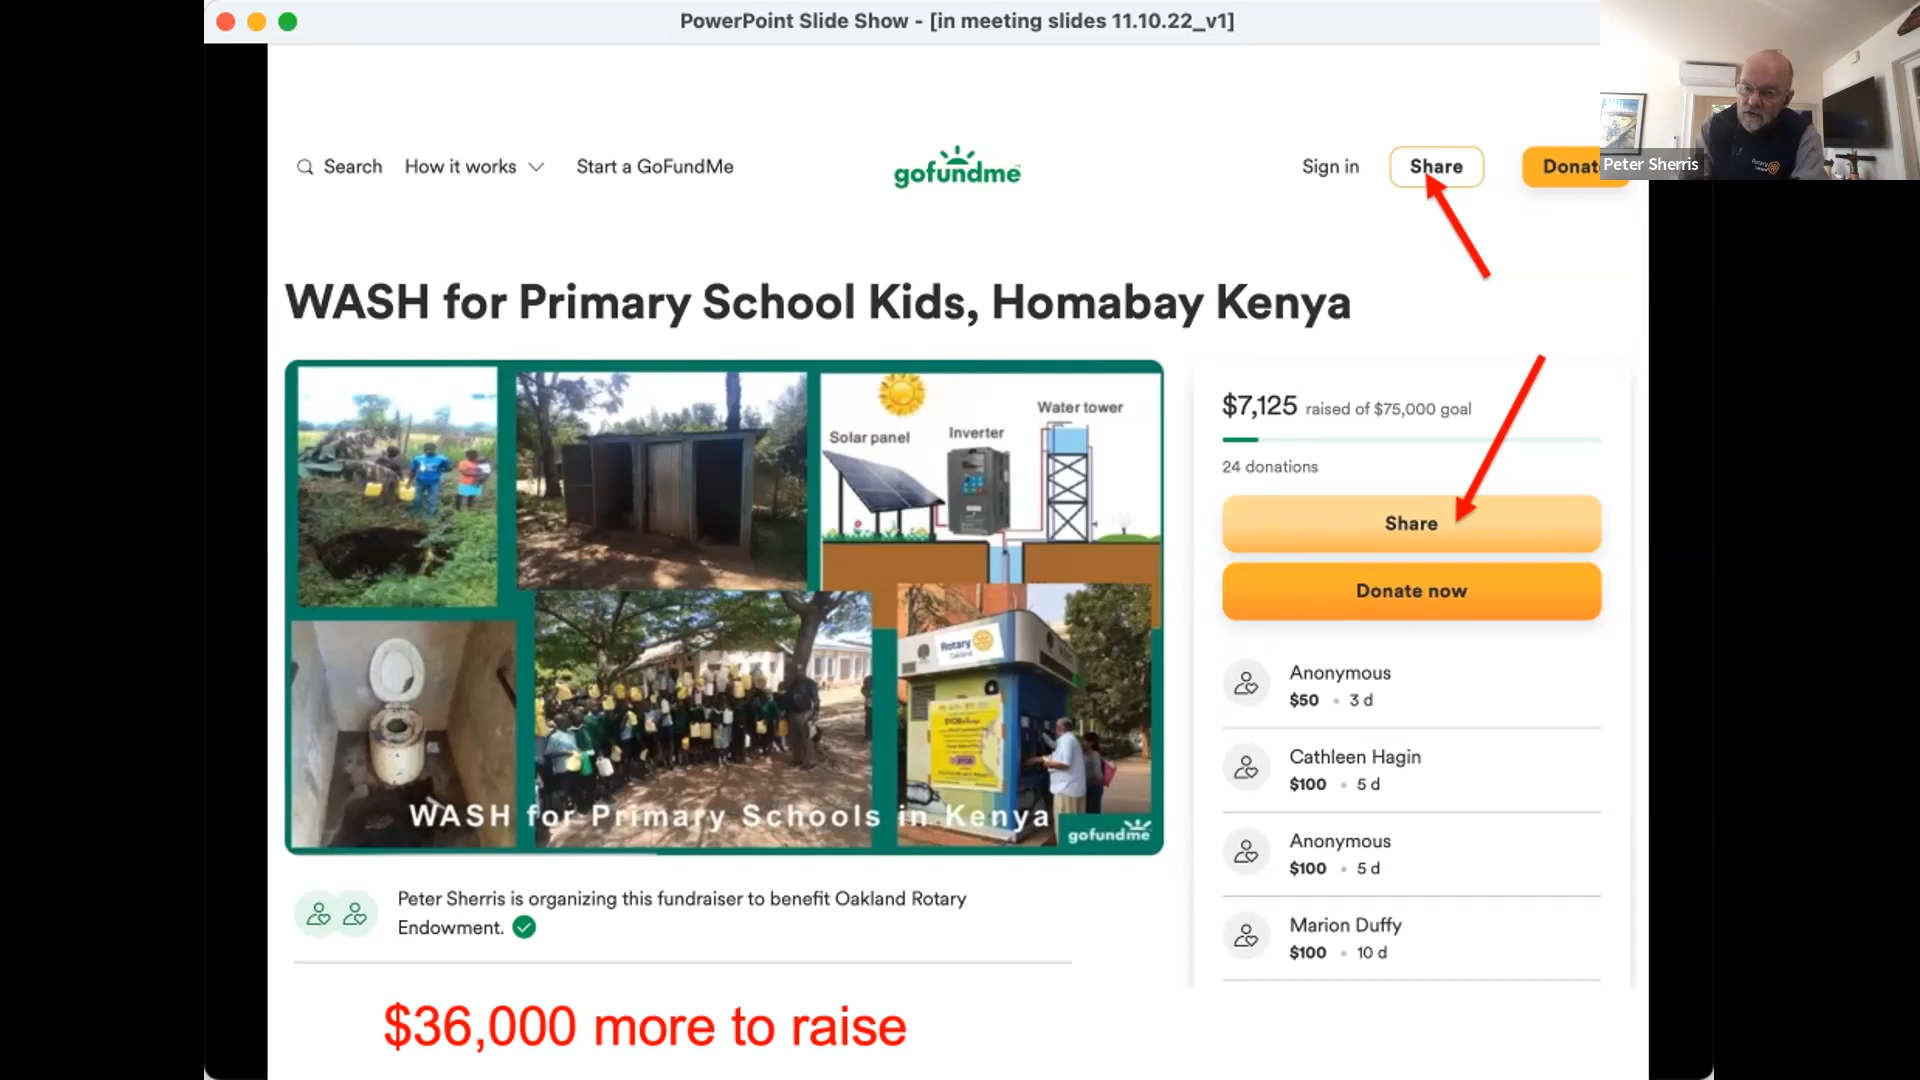 PowerPoint Slide Show - [in meeting slides 11.10.22_v1]
Search
How it works
Start a GoFundMe
gofundme
Sign in
Share
Donat
Peter Sherris
Rotary
WASH for Primary School Kids, Homabay Kenya
Solar panel
Inverter
Water tower
Rotary
Oakland
WASH for Primary Schools in Kenya
gofundme
$7,125 raised of $75,000 goal
24 donations
Share
Donate now
Anonymous
$50 • 3 d
Cathleen Hagin
$100 • 5 d
Anonymous
$100 • 5 d
Marion Duffy
$100 • 10 d
Peter Sherris is organizing this fundraiser to benefit Oakland Rotary
Endowment.
$36,000 more to raise